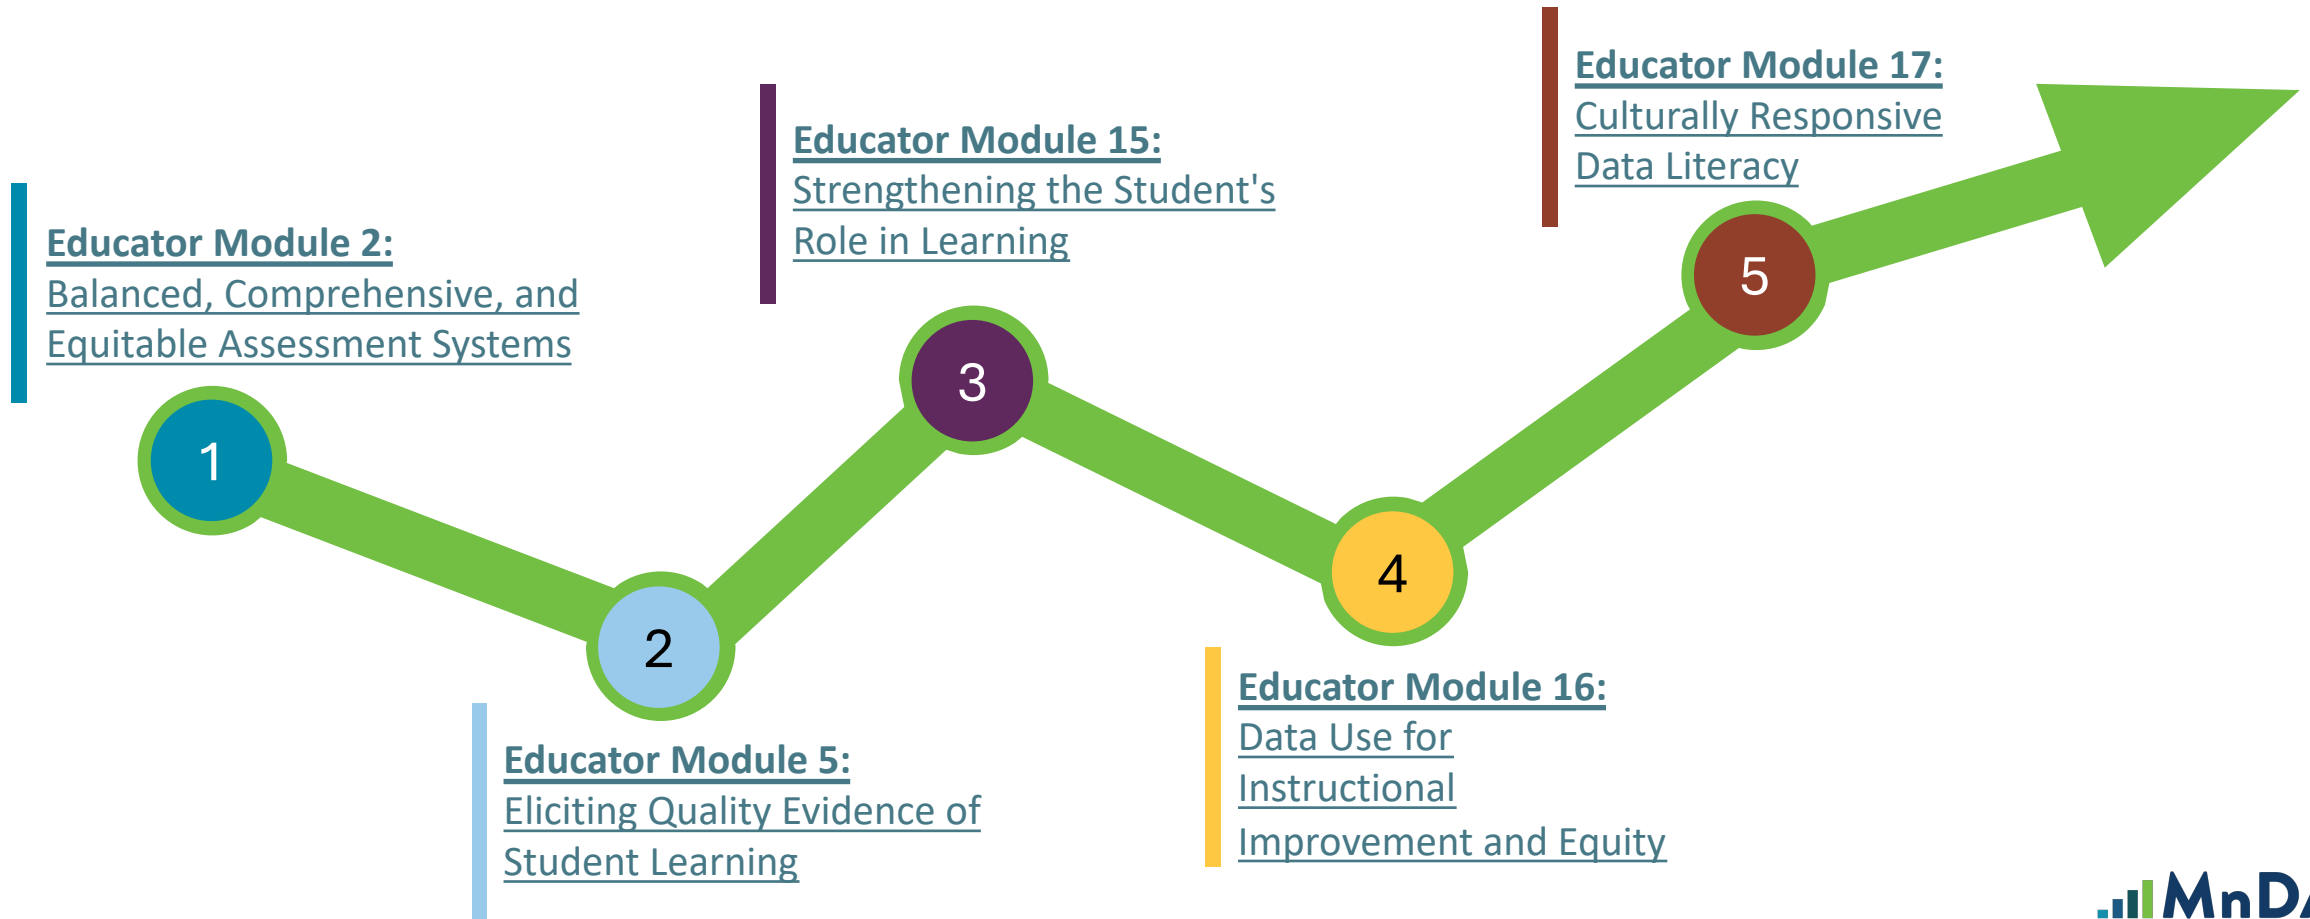 Educator Module 2:
Balanced, Comprehensive, and
Equitable Assessment Systems
1
2
Educator Module 5:
Eliciting Quality Evidence of
Student Learning
Educator Module 15:
Strengthening the Student's
Role in Learning
3
4
Educator Module 16:
Data Use for
Instructional
Improvement and Equity
Educator Module 17:
Culturally Responsive
Data Literacy
5